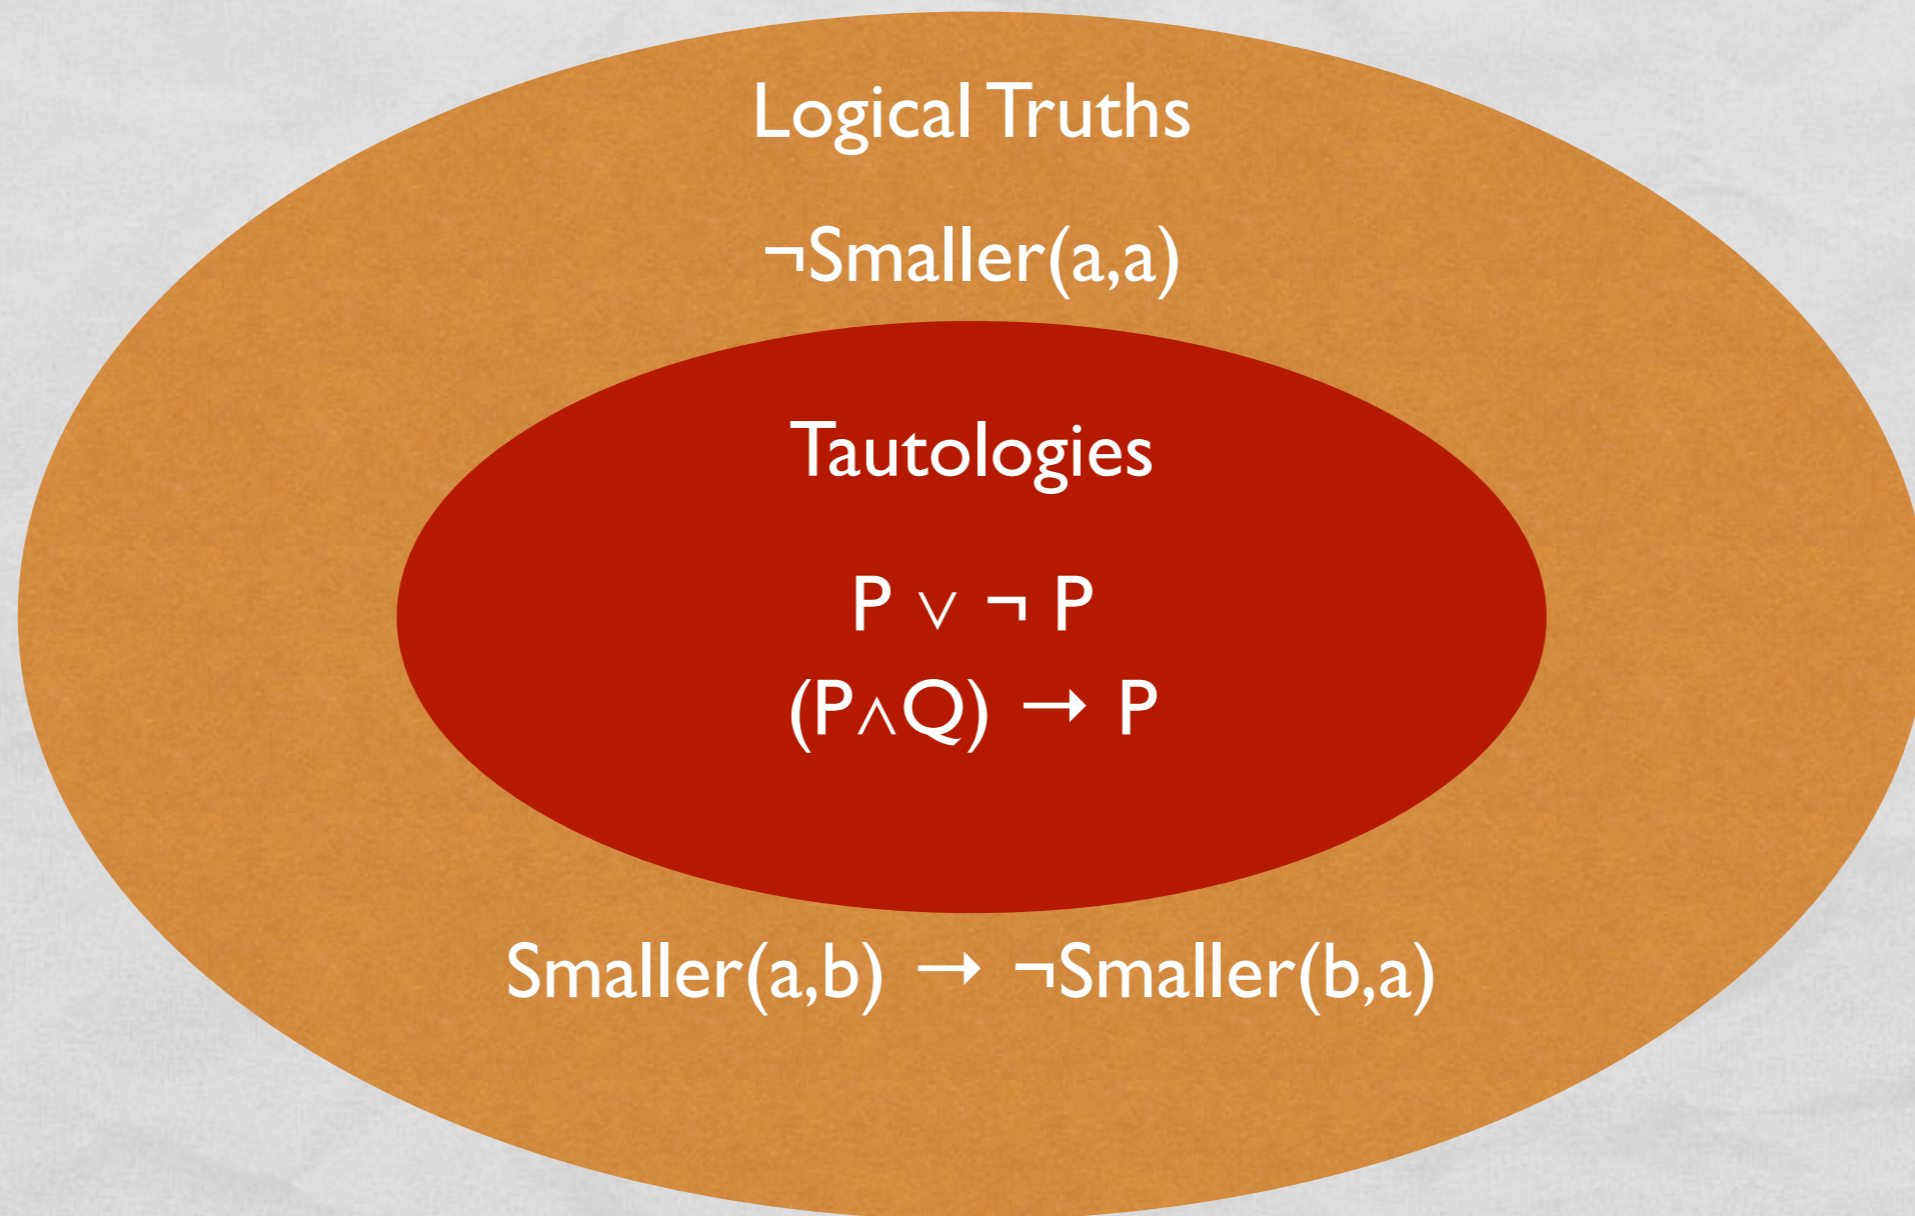 Logical Truths
¬Smaller(a,a)
Tautologies
P ∨ ¬ P
(P∧Q) → P
Smaller(a,b) → ¬Smaller(b,a)